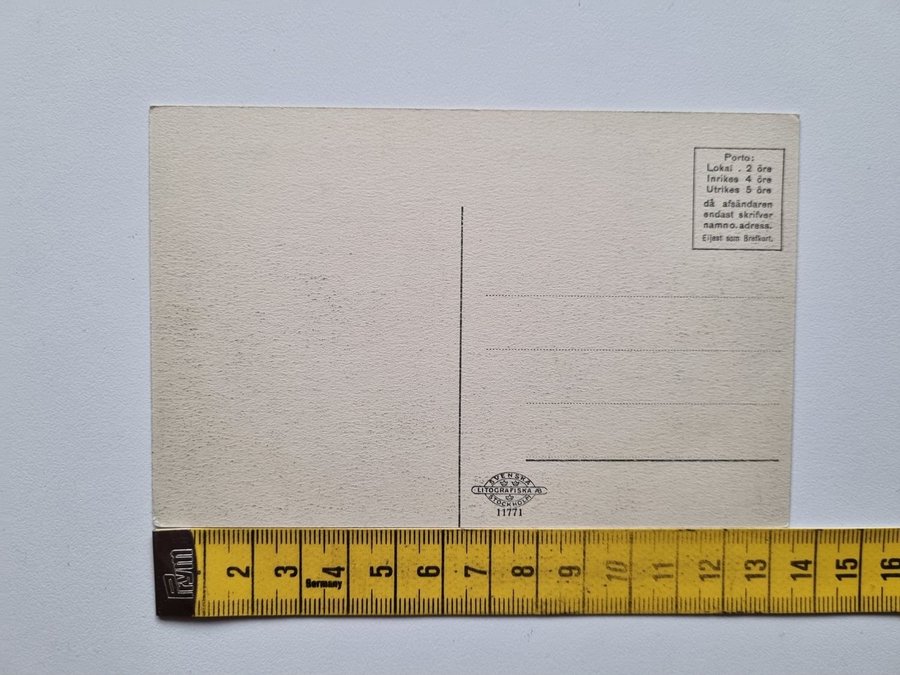 Porto:
Lokal . 2 öre
Inrikes 4 öre
Utrikes 5 öre
då afsändaren
endast skrifver
namn o. adress.
Eljest som Brefkort.
SVENSKA
LITOGRAFISKA AB
STOCKHOLM
11771
2 3 4 5 6 7 8 9 10 11 12 13 14 15 16
Germany